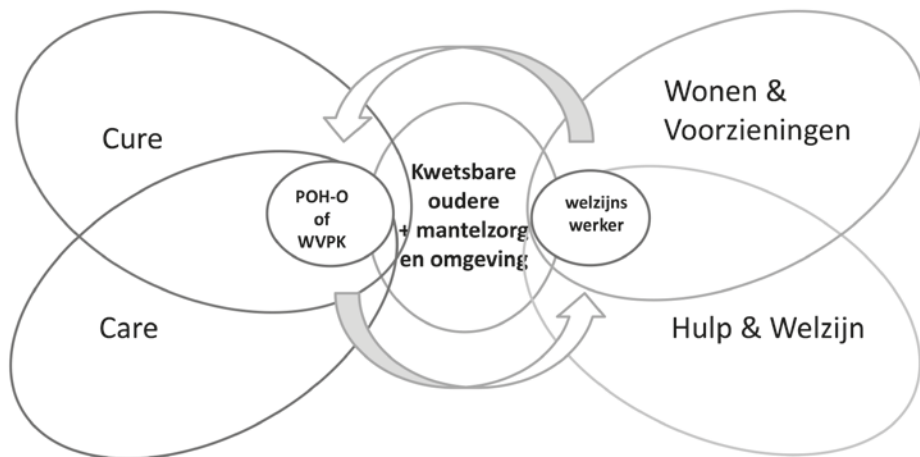 Cure
Care
POH-O
of
WVPK
Kwetsbare
oudere
+ mantelzorg
en omgeving
welzijns
werker
Wonen &
Voorzieningen
Hulp & Welzijn